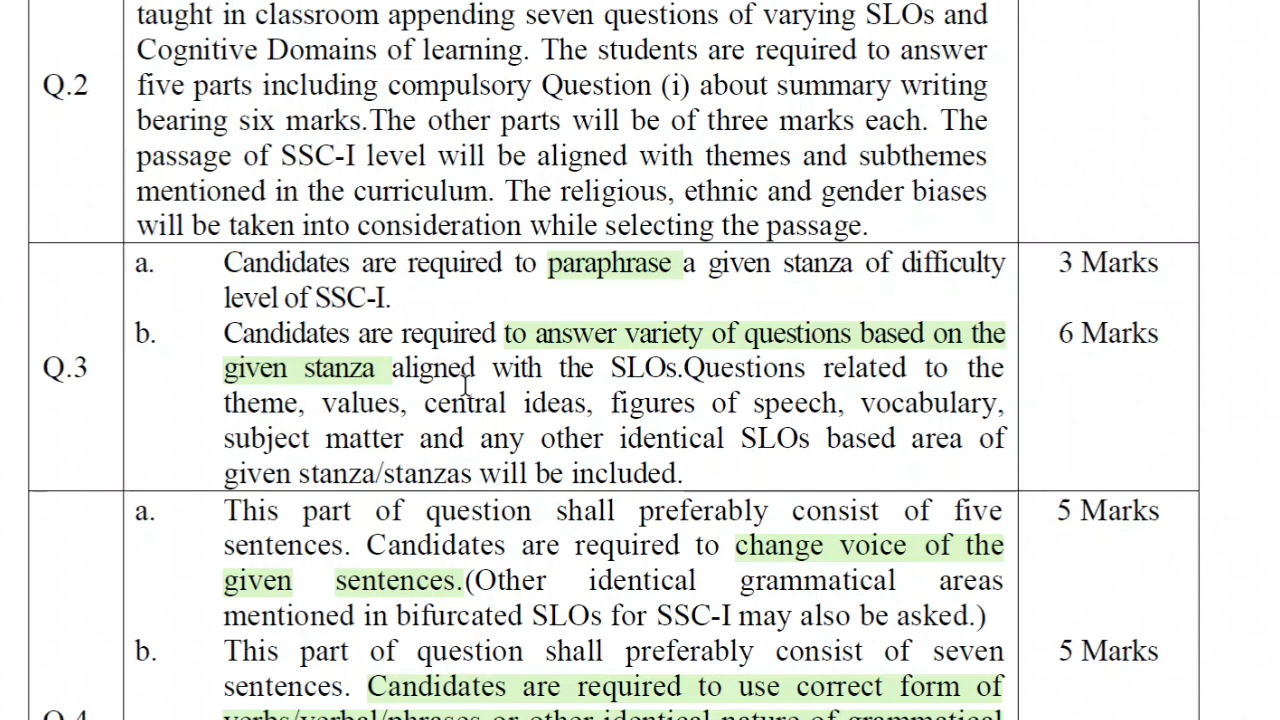 taught in classroom appending seven questions of varying SLOs and
Cognitive Domains of learning. The students are required to answer
Q.2 five parts including compulsory Question (i) about summary writing
bearing six marks.The other parts will be of three marks each. The
passage of SSC-I level will be aligned with themes and subthemes
mentioned in the curriculum. The religious, ethnic and gender biases
will be taken into consideration while selecting the passage.
a. Candidates are required to paraphrase a given stanza of difficulty 3 Marks
level of SSC-I.
b. Candidates are required to answer variety of questions based on the 6 Marks
Q.3 given stanza aligned with the SLOs.Questions related to the
theme, values, central ideas, figures of speech, vocabulary,
subject matter and any other identical SLOs based area of
given stanza/stanzas will be included.
a. This part of question shall preferably consist of five 5 Marks
sentences. Candidates are required to change voice of the
given sentences.(Other identical grammatical areas
mentioned in bifurcated SLOs for SSC-I may also be asked.)
b. This part of question shall preferably consist of seven 5 Marks
sentences. Candidates are required to use correct form of
Q.4 verbs/verbal/phrases or other identical nature of grammatical